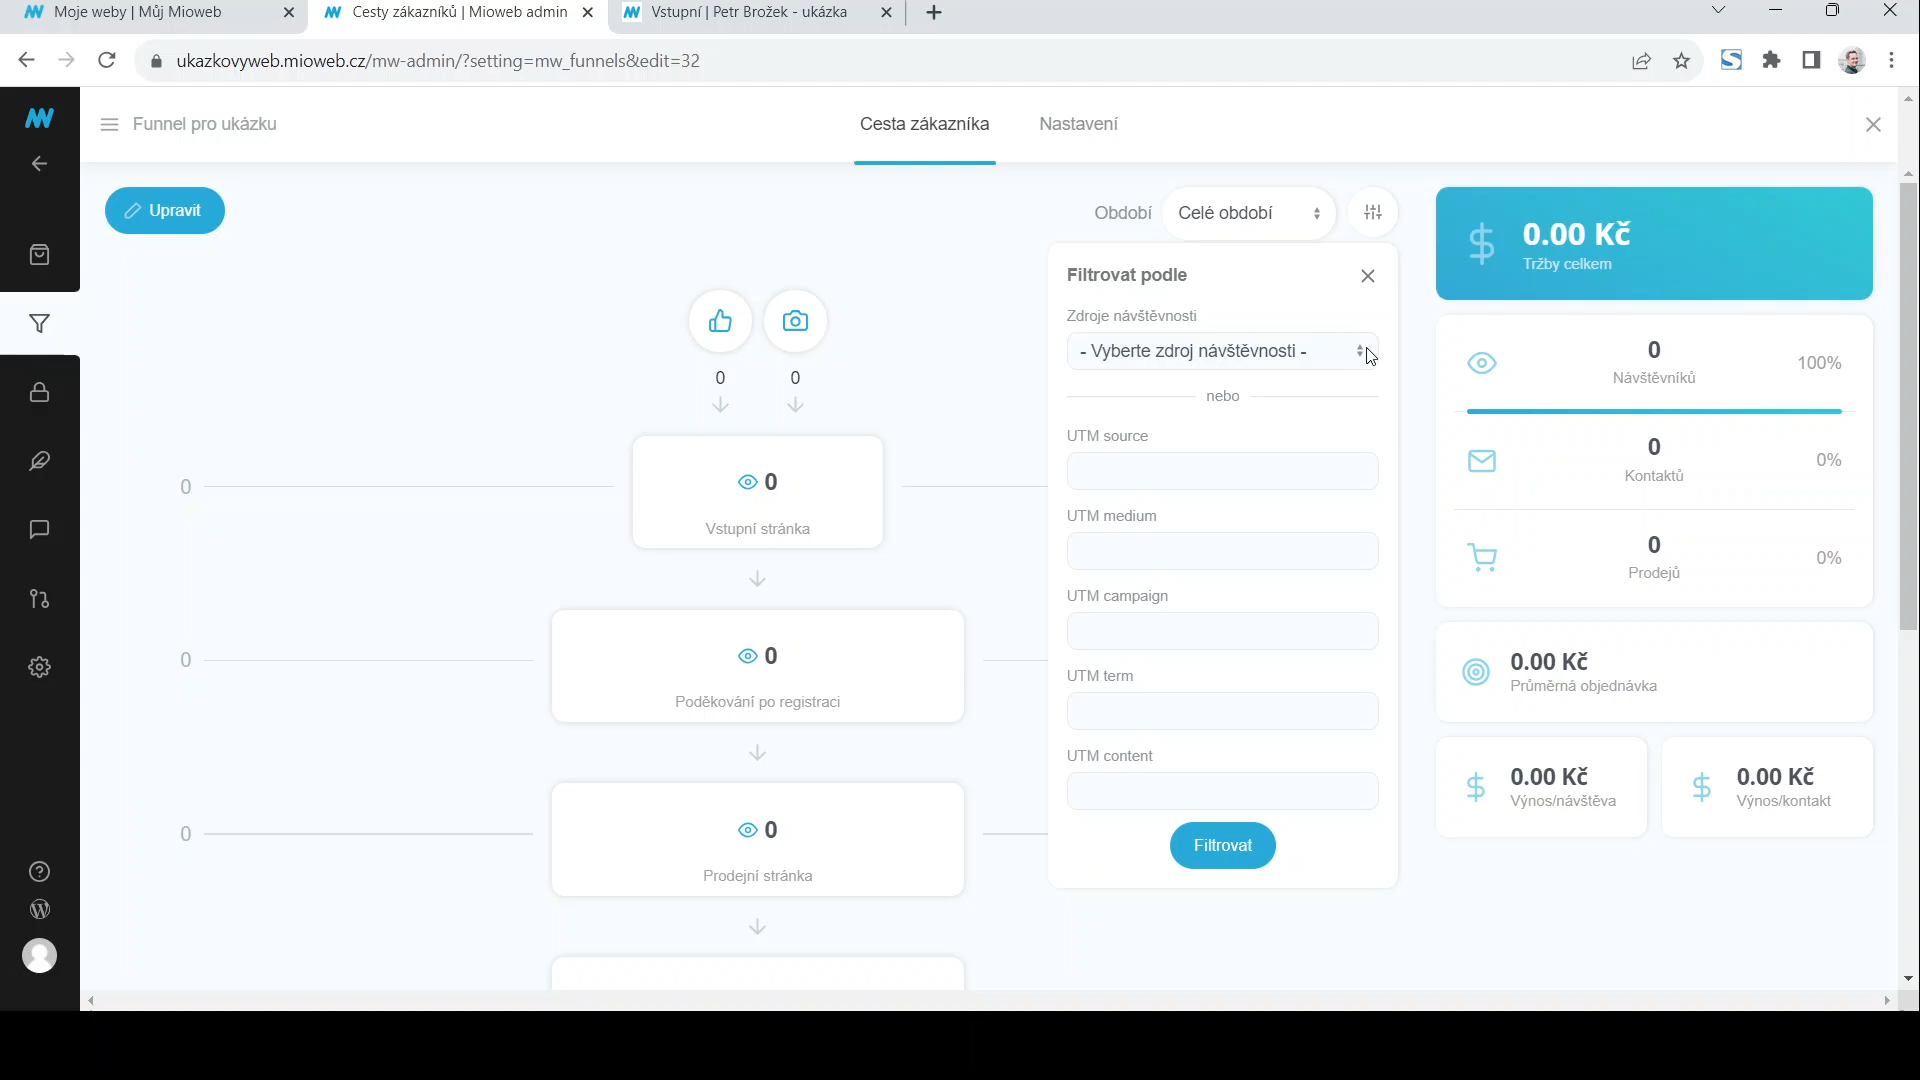 Moje weby | Můj Mioweb
Cesty zákazníků | Mioweb admin
Vstupní | Petr Brožek - ukázka
ukazkovyweb.mioweb.cz/mw-admin/?setting=mw_funnels&edit=32
Funnel pro ukázku
Cesta zákazníka
Nastavení
Upravit
Období
Celé období
0.00 Kč
Tržby celkem
Filtrovat podle
Zdroje návštěvnosti
- Vyberte zdroj návštěvnosti -
nebo
UTM source
UTM medium
UTM campaign
UTM term
UTM content
Filtrovat
0
0
0
0
Vstupní stránka
0
0
Poděkování po registraci
0
0
Prodejní stránka
0
Návštěvníků
100%
0
Kontaktů
0%
0
Prodejů
0%
0.00 Kč
Průměrná objednávka
0.00 Kč
Výnos/návštěva
0.00 Kč
Výnos/kontakt